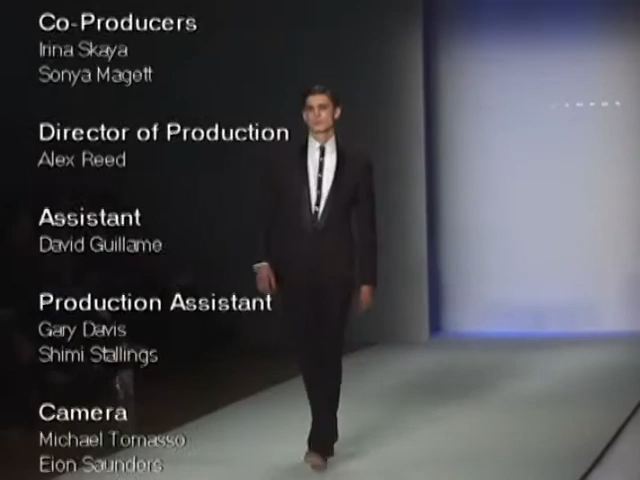 Co-Producers
Irina Skaya
Sonya Magett
Director of Production
Alex Reed
Assistant
David Guillame
Production Assistant
Gary Davis
Shimi Stallings
Camera
Michael Tomasso
Eion Saunders